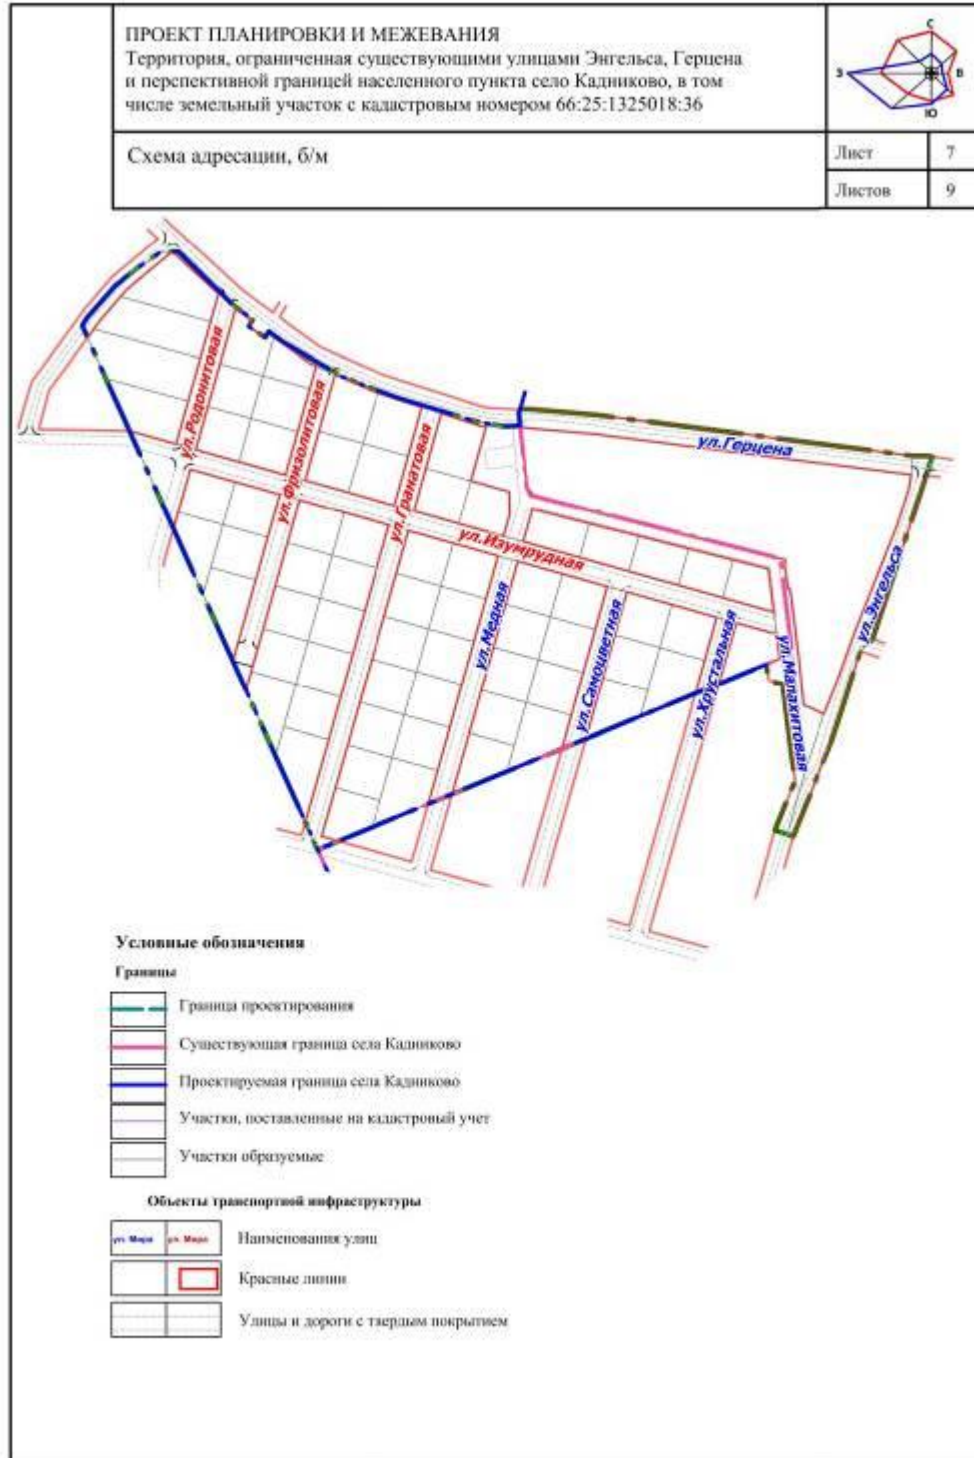 ПРОЕКТ ПЛАНИРОВКИ И МЕЖЕВАНИЯ
Территория, ограниченная существующими улицами Энгельса, Герцена
и перспективной границей населенного пункта село Кадниково, в том
числе земельный участок с кадастровым номером 66:25:1325018:36
С
З
В
Ю
Схема адресации, б/м
Лист 7
Листов 9
ул.Родонитовая
ул.Фризолитовая
ул.Гранатовая
ул.Герцена
ул.Изумрудная
ул.Энгельса
ул.Медная
ул.Самоцветная
ул.Хрустальная
ул.Малахитовая
Условные обозначения
Границы
Граница проектирования
Существующая граница села Кадниково
Проектируемая граница села Кадниково
Участки, поставленные на кадастровый учет
Участки образуемые
Объекты транспортной инфраструктуры
ул. Мира ул. Мира Наименования улиц
Красные линии
Улицы и дороги с твердым покрытием